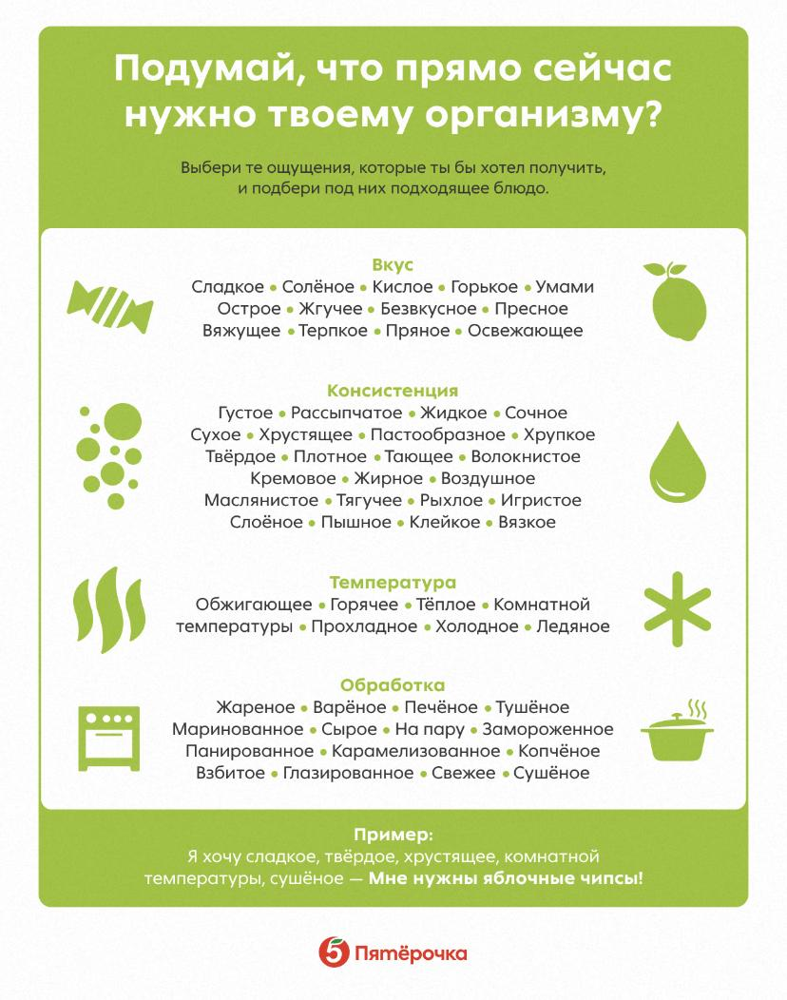 Подумай, что прямо сейчас
нужно твоему организму?
Выбери те ощущения, которые ты бы хотел получить,
и подбери под них подходящее блюдо.
Вкус
Сладкое • Солёное • Кислое • Горькое • Умами
Острое • Жгучее • Безвкусное • Пресное
Вяжущее • Терпкое • Пряное • Освежающее
Консистенция
Густое • Рассыпчатое • Жидкое • Сочное
Сухое • Хрустящее • Пастообразное • Хрупкое
Твёрдое • Плотное • Тающее • Волокнистое
Кремовое • Жирное • Воздушное
Маслянистое • Тягучее • Рыхлое • Игристое
Слоёное • Пышное • Клейкое • Вязкое
Температура
Обжигающее • Горячее • Тёплое • Комнатной
температуры • Прохладное • Холодное • Ледяное
Обработка
Жареное • Варёное • Печёное • Тушёное
Маринованное • Сырое • На пару • Замороженное
Панированное • Карамелизованное • Копчёное
Взбитое • Глазированное • Свежее • Сушёное
Пример:
Я хочу сладкое, твёрдое, хрустящее, комнатной
температуры, сушёное — Мне нужны яблочные чипсы!
5 Пятёрочка